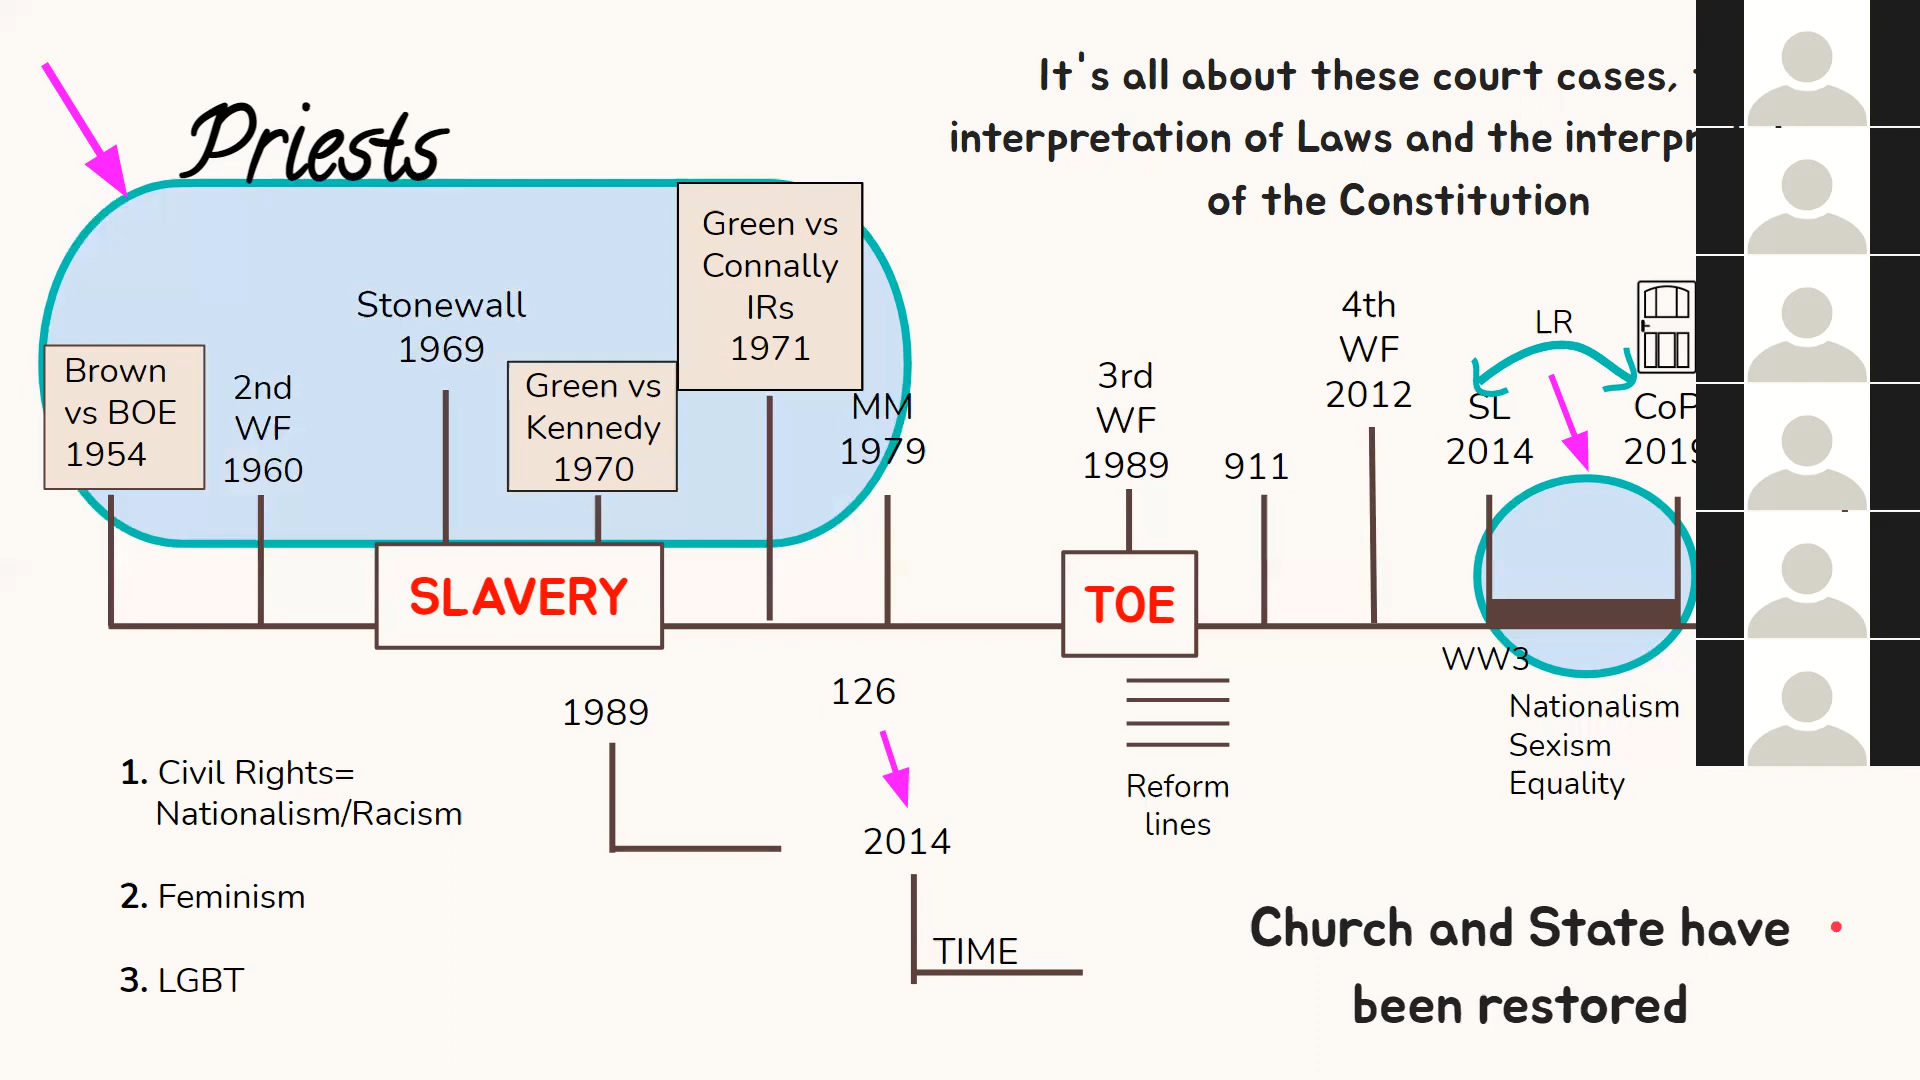 Priests
It's all about these court cases,
interpretation of Laws and the
of the Constitution
Green vs
Connally
IRs
1971
Stonewall
1969
Brown
vs BOE
1954
2nd
WF
1960
Green vs
Kennedy
1970
MM
1979
3rd
WF
1989
911
4th
WF
2012
LR
SL
2014
CoP
SLAVERY
TOE
WW3
Nationalism
Sexism
Equality
1989
126
2014
TIME
Reform
lines
1. Civil Rights=
Nationalism/Racism
2. Feminism
3. LGBT
Church and State have
been restored